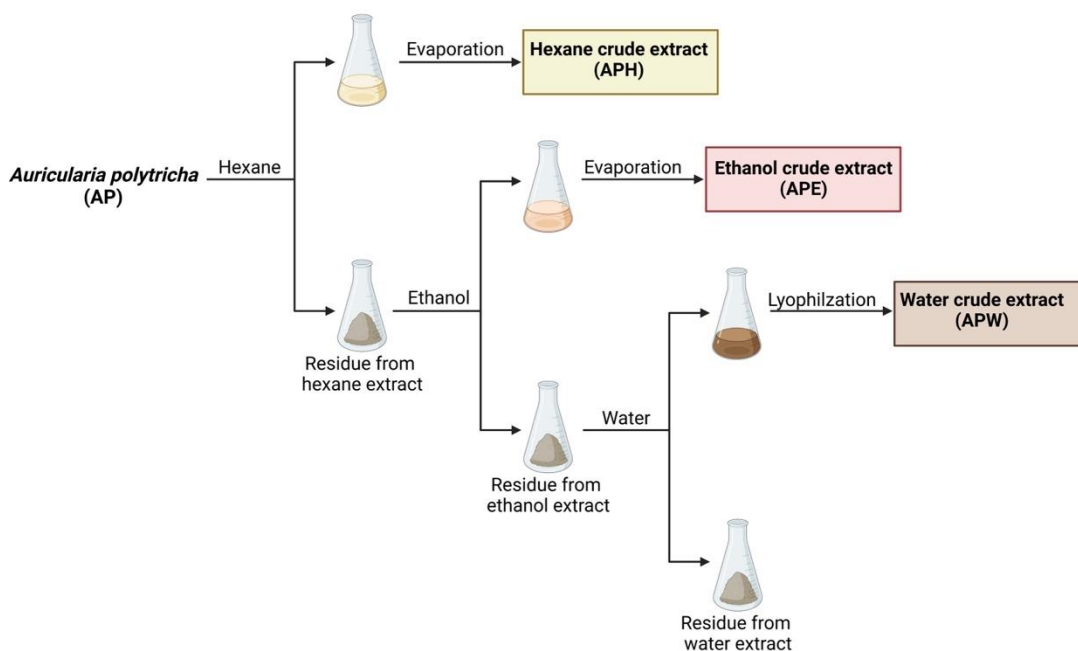 Evaporation
Hexane crude extract
(APH)
Auricularia polytricha
(AP)
Hexane
Evaporation
Ethanol crude extract
(APE)
Ethanol
Residue from
hexane extract
Lyophilzation
Water crude extract
(APW)
Water
Residue from
ethanol extract
Residue from
water extract